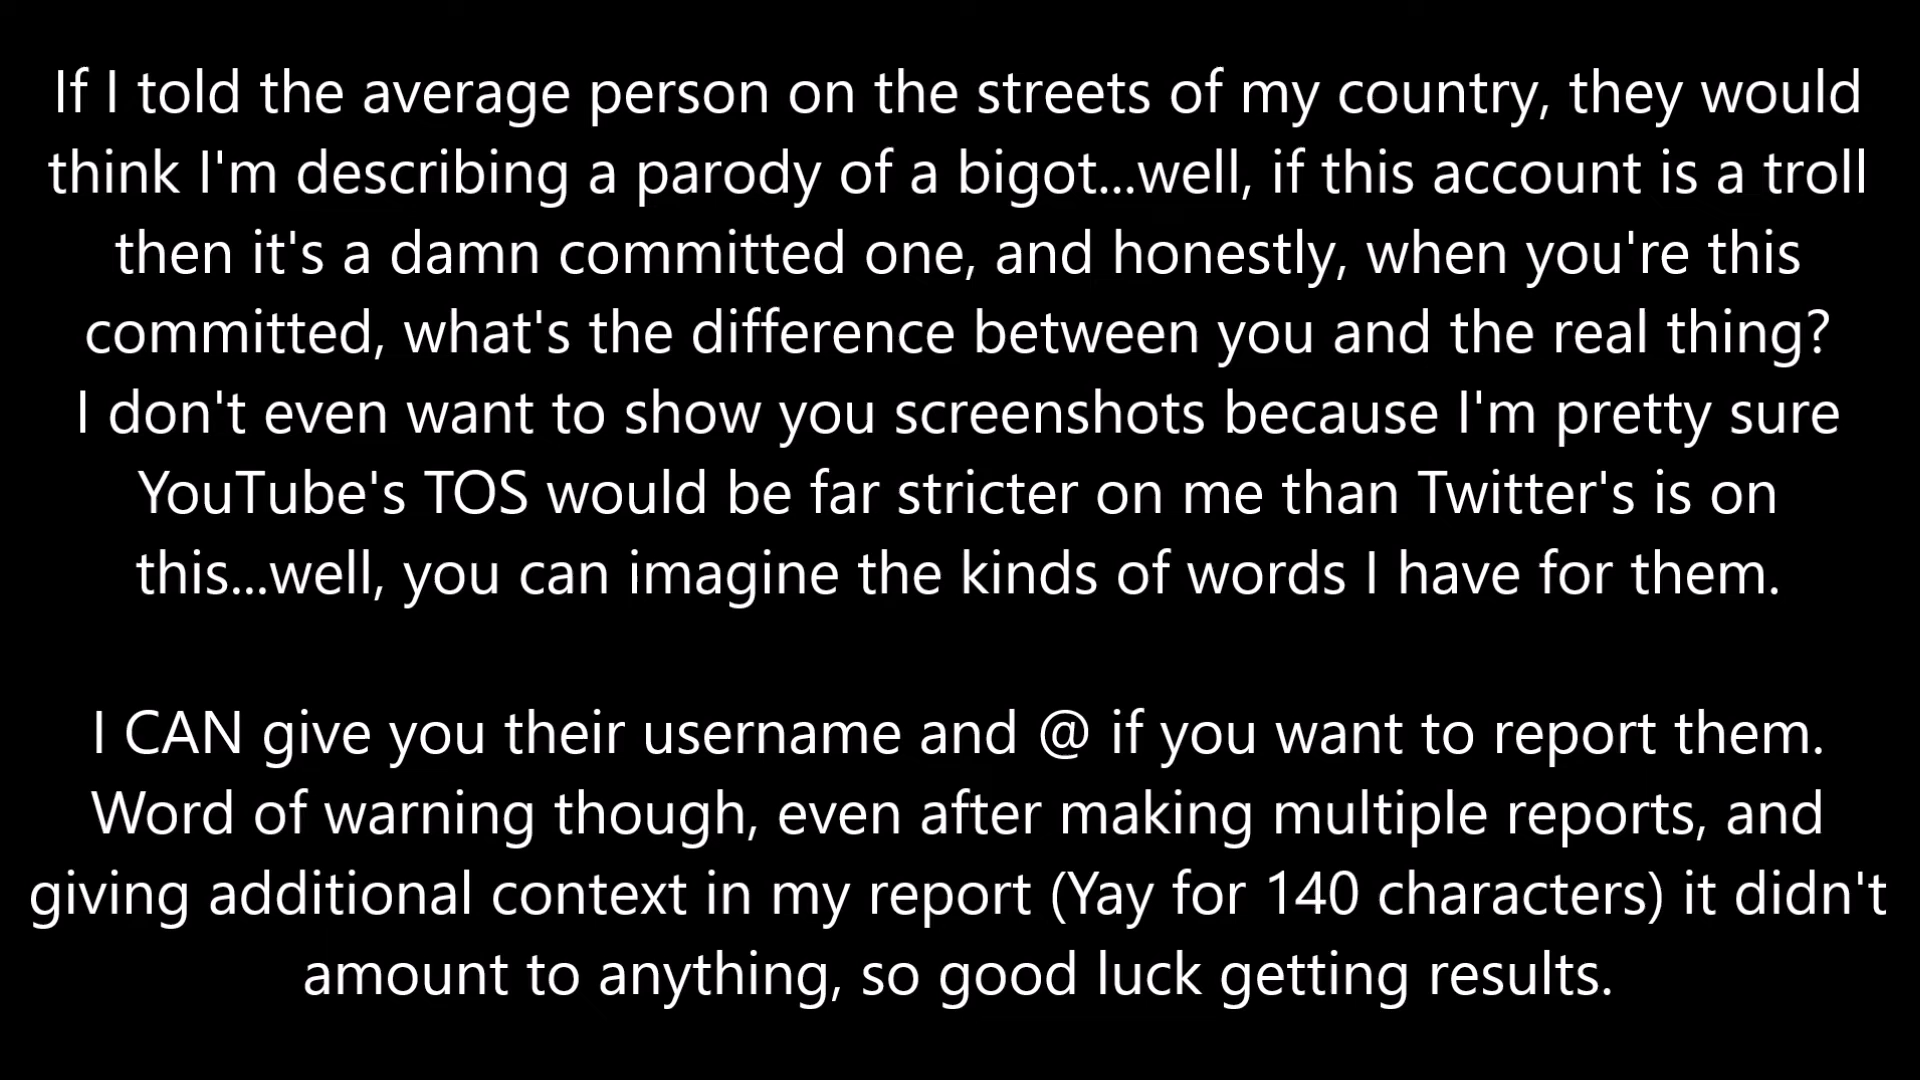 If I told the average person on the streets of my country, they would
think I'm describing a parody of a bigot...well, if this account is a troll
then it's a damn committed one, and honestly, when you're this
committed, what's the difference between you and the real thing?
I don't even want to show you screenshots because I'm pretty sure
YouTube's TOS would be far stricter on me than Twitter's is on
this...well, you can imagine the kinds of words I have for them.
I CAN give you their username and @ if you want to report them.
Word of warning though, even after making multiple reports, and
giving additional context in my report (Yay for 140 characters) it didn't
amount to anything, so good luck getting results.